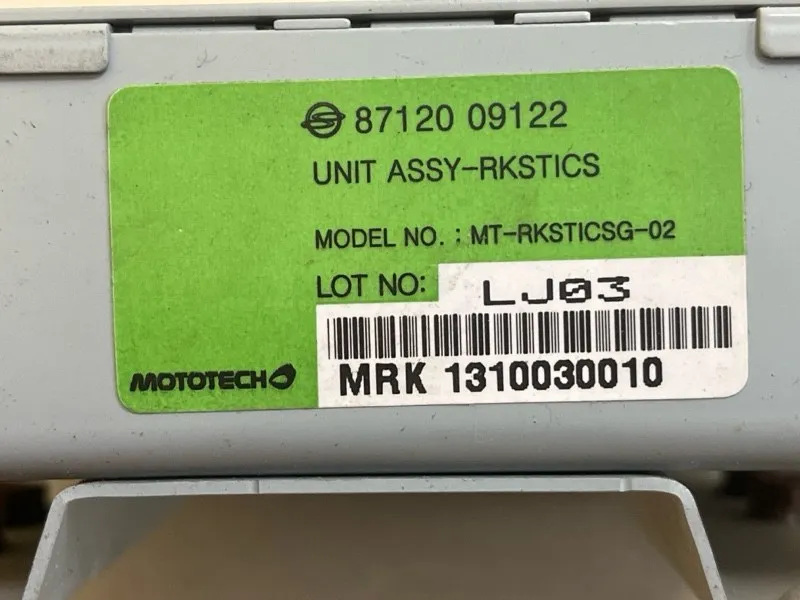 87120 09122
UNIT ASSY-RKSTICS
MODEL NO. : MT-RKSTICSG-02
LOT NO: LJ03
MOTOTECH
MRK 1310030010